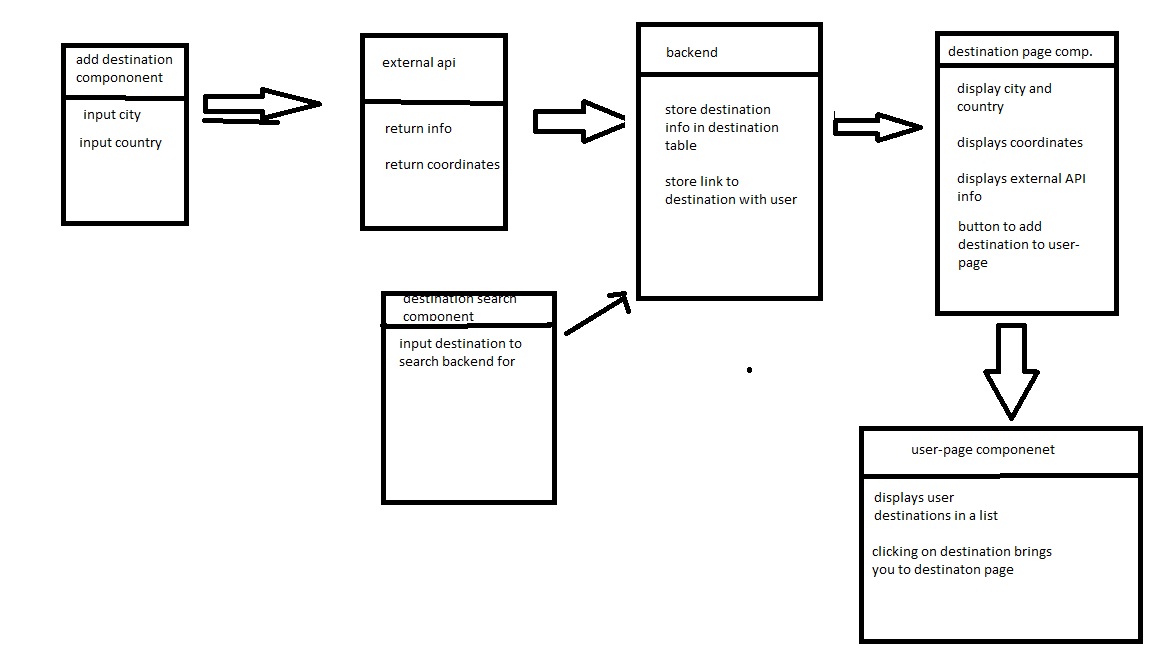 add destination
compononent
input city
input country
external api
return info
return coordinates
backend
store destination
info in destination
table
store link to
destination with user
destination page comp.
display city and
country
displays coordinates
displays external API
info
button to add
destination to user-
page
destination search
component
input destination to
search backend for
user-page componenet
displays user
destinations in a list
clicking on destination brings
you to destinaton page